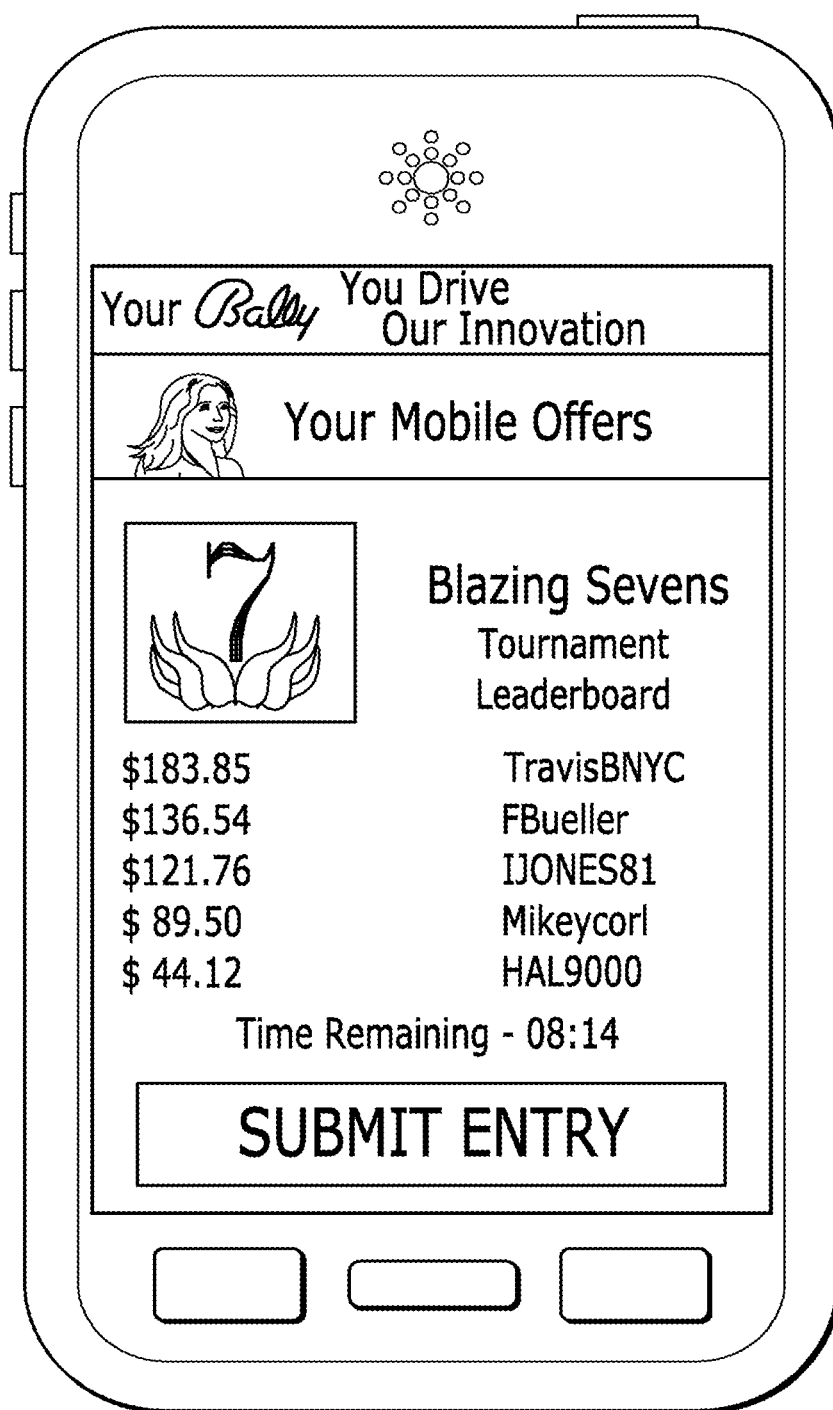 Your Bally You Drive
Our Innovation
Your Mobile Offers
7
Blazing Sevens
Tournament
Leaderboard
$183.85 TravisBNYC
$136.54 FBueller
$121.76 IJONES81
$ 89.50 Mikeycorl
$ 44.12 HAL9000
Time Remaining - 08:14
SUBMIT ENTRY